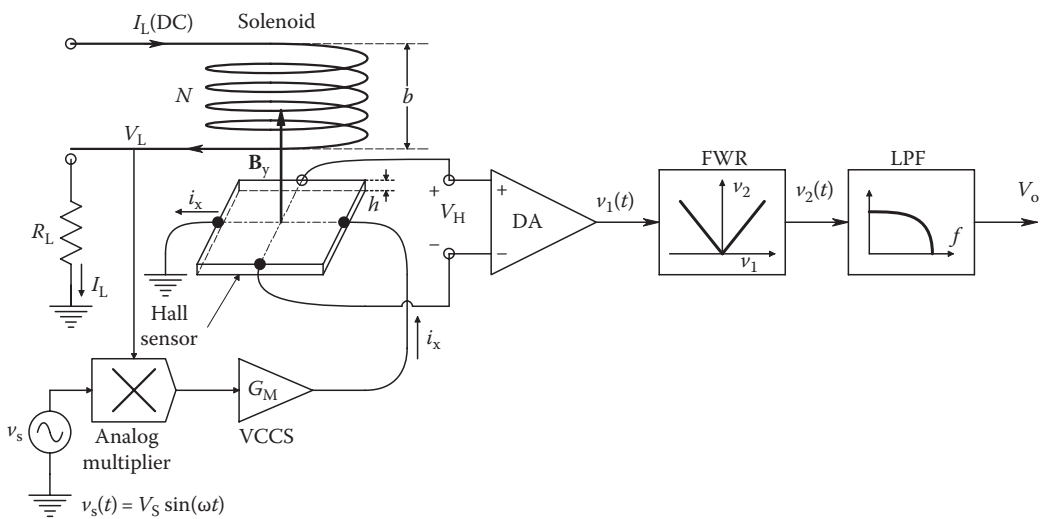 I_L(DC)
Solenoid
N
b
V_L
B_y
FWR
LPF
i_x
h
+
V_H
−
+
DA
−
v_1(t)
v_2
v_1
v_2(t)
f
V_o
R_L
I_L
Hall
sensor
i_x
G_M
v_s
Analog
multiplier
VCCS
v_s(t) = V_S sin(ωt)